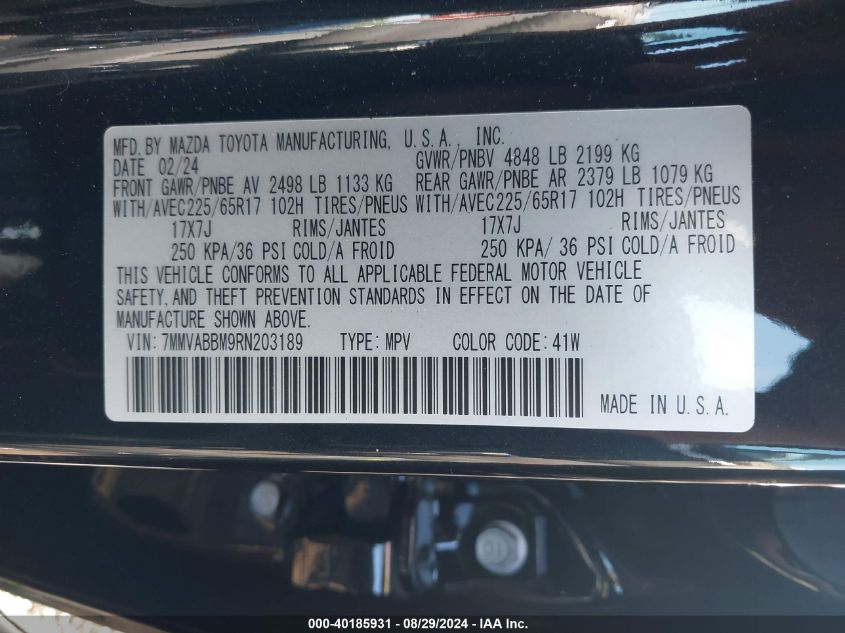 MFD. BY MAZDA TOYOTA MANUFACTURING, U.S.A., INC.
DATE 02/24 GVWR/PNBV 4848 LB 2199 KG
FRONT GAWR/PNBE AV 2498 LB 1133 KG REAR GAWR/PNBE AR 2379 LB 1079 KG
WITH/AVEC225/65R17 102H TIRES/PNEUS WITH/AVEC225/65R17 102H TIRES/PNEUS
17X7J RIMS/JANTES 17X7J RIMS/JANTES
250 KPA/36 PSI COLD/A FROID 250 KPA/ 36 PSI COLD/A FROID
THIS VEHICLE CONFORMS TO ALL APPLICABLE FEDERAL MOTOR VEHICLE
SAFETY, AND THEFT PREVENTION STANDARDS IN EFFECT ON THE DATE OF
MANUFACTURE SHOWN ABOVE.
VIN: 7MMVABBM9RN203189 TYPE: MPV COLOR CODE: 41W
MADE IN U.S.A.
000-40185931 - 08/29/2024 - IAA Inc.